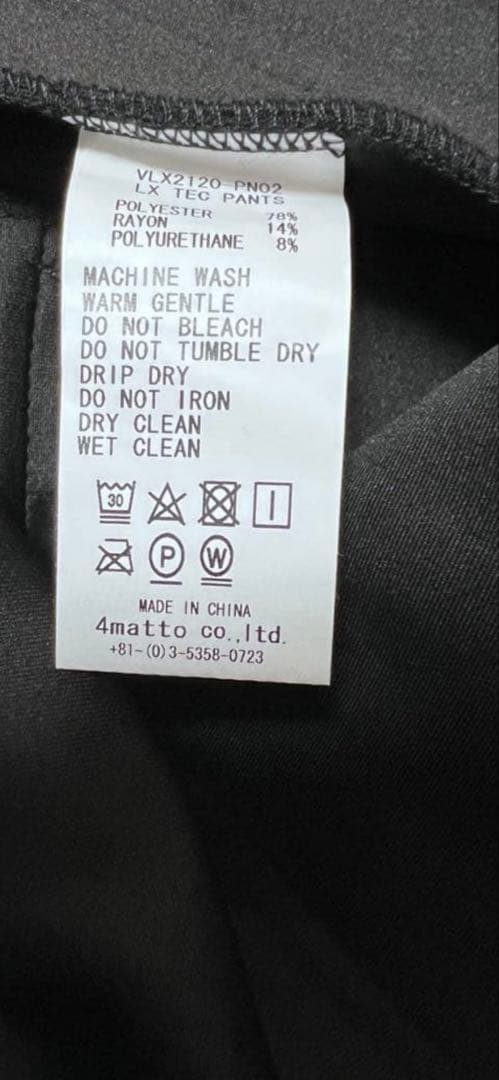 VLX2120-PN02
LX TEC PANTS
POLYESTER 78%
RAYON 14%
POLYURETHANE 8%
MACHINE WASH
WARM GENTLE
DO NOT BLEACH
DO NOT TUMBLE DRY
DRIP DRY
DO NOT IRON
DRY CLEAN
WET CLEAN
30
P W
MADE IN CHINA
4matto co.,ltd.
+81-(0)3-5358-0723